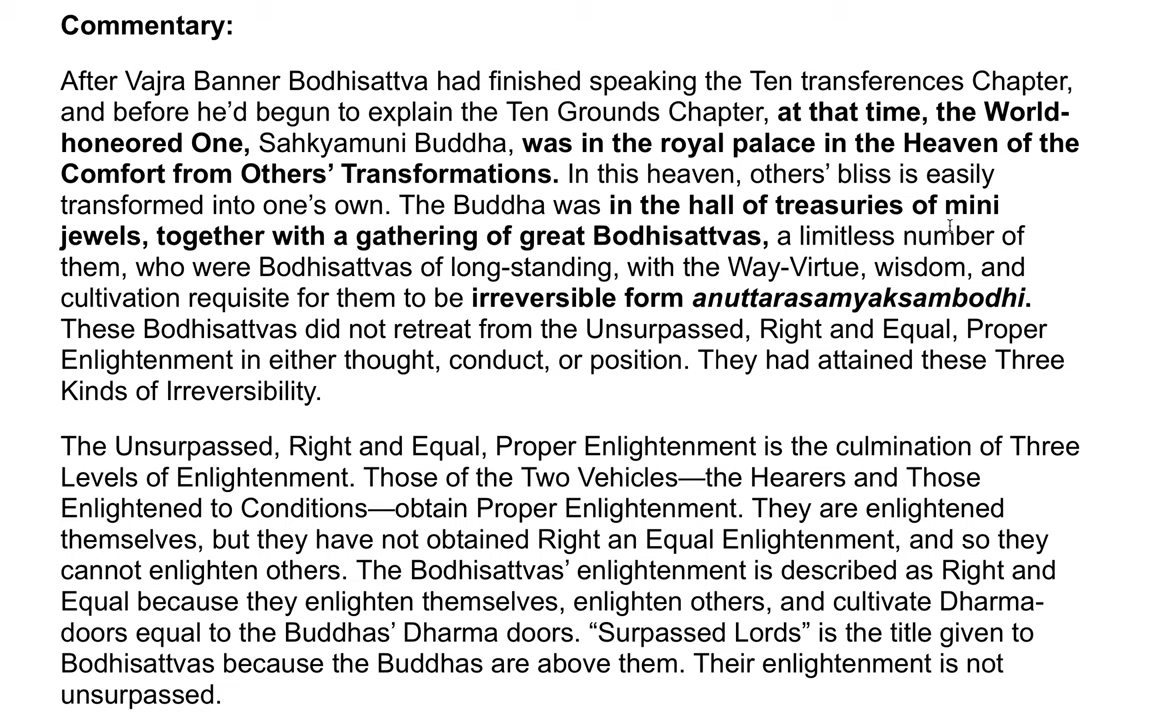 Commentary:
After Vajra Banner Bodhisattva had finished speaking the Ten transferences Chapter,
and before he’d begun to explain the Ten Grounds Chapter, at that time, the World-
honeored One, Sahkyamuni Buddha, was in the royal palace in the Heaven of the
Comfort from Others’ Transformations. In this heaven, others’ bliss is easily
transformed into one’s own. The Buddha was in the hall of treasuries of mini
jewels, together with a gathering of great Bodhisattvas, a limitless number of
them, who were Bodhisattvas of long-standing, with the Way-Virtue, wisdom, and
cultivation requisite for them to be irreversible form anuttarasamyaksambodhi.
These Bodhisattvas did not retreat from the Unsurpassed, Right and Equal, Proper
Enlightenment in either thought, conduct, or position. They had attained these Three
Kinds of Irreversibility.
The Unsurpassed, Right and Equal, Proper Enlightenment is the culmination of Three
Levels of Enlightenment. Those of the Two Vehicles—the Hearers and Those
Enlightened to Conditions—obtain Proper Enlightenment. They are enlightened
themselves, but they have not obtained Right an Equal Enlightenment, and so they
cannot enlighten others. The Bodhisattvas’ enlightenment is described as Right and
Equal because they enlighten themselves, enlighten others, and cultivate Dharma-
doors equal to the Buddhas’ Dharma doors. “Surpassed Lords” is the title given to
Bodhisattvas because the Buddhas are above them. Their enlightenment is not
unsurpassed.